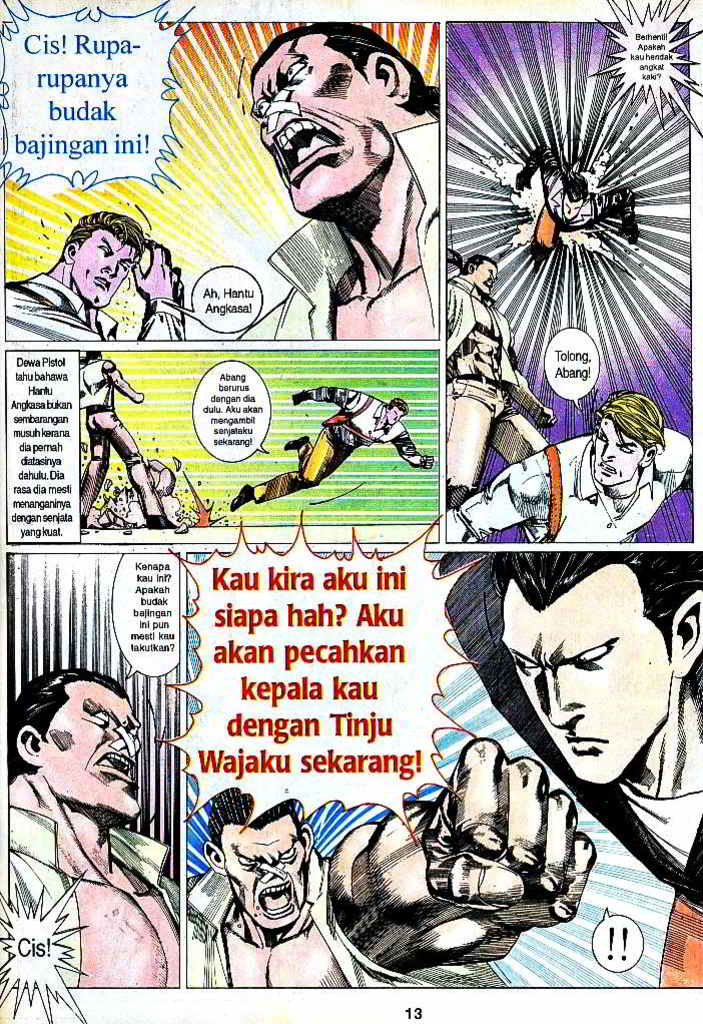 Cis! Rupa-
rupanya
budak
bajingan ini!
Ah, Hantu
Angkasa!
Berhenti!
Apakah
kau hendak
angkat
kaki?
Tolong,
Abang!
Dewa Pistol
tahu bahawa
Hantu
Angkasa bukan
sembarangan
musuh kerana
dia pernah
diatasinya
dahulu. Dia
rasa dia mesti
menanganinya
dengan senjata
yang kuat.
Abang
berurus
dengan dia
dulu. Aku akan
mengambil
senjataku
sekarang!
Kenapa
kau ini?
Apakah
budak
bajingan
ini pun
mesti kau
takutkan?
Cis!
Kau kira aku ini
siapa hah? Aku
akan pecahkan
kepala kau
dengan Tinju
Wajaku sekarang!
!!
13